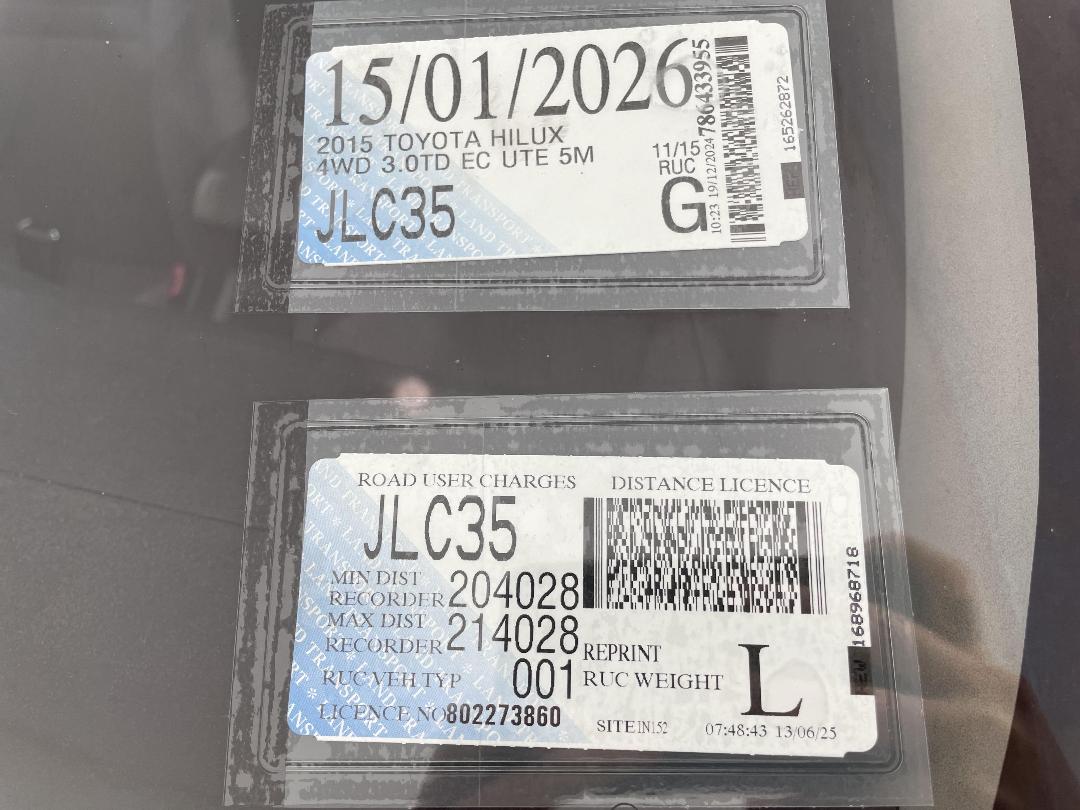 15/01/2026
2015 TOYOTA HILUX
4WD 3.0TD EC UTE 5M
11/15
RUC
JLC35
G
10:23 19/12/2024
786433955
165262872
ROAD USER CHARGES DISTANCE LICENCE
JLC35
MIN DIST
RECORDER 204028
MAX DIST
RECORDER 214028
REPRINT
RUC VEH TYP 001
RUC WEIGHT L
LICENCE NO 802273860
SITE IN152 07:48:43 13/06/25
168968718